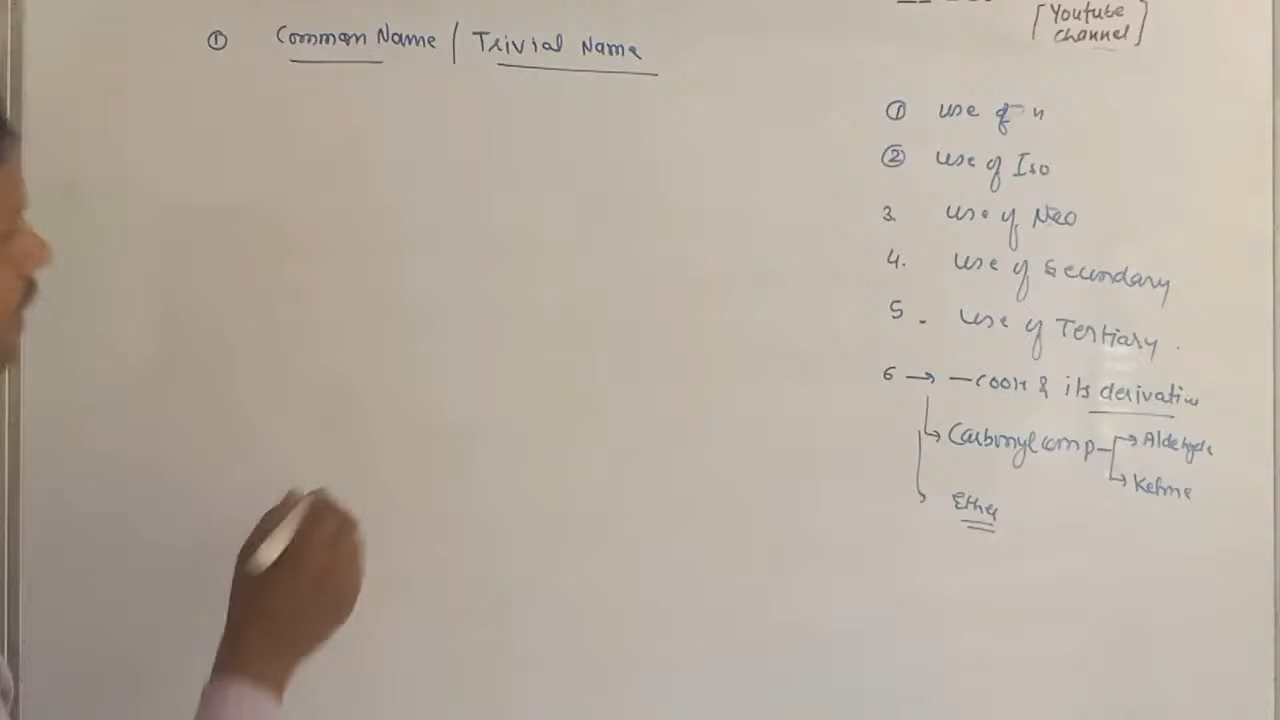 [Youtube
channel]
① Common Name / Trivial Name
① use of n
② use of Iso
3. use of Neo
4. use of Secundary
5. use of Tertiary.
6 → -COOH & its derivative
→ Carbonyl comp → Aldehyde
→ Ketone
→ Ether